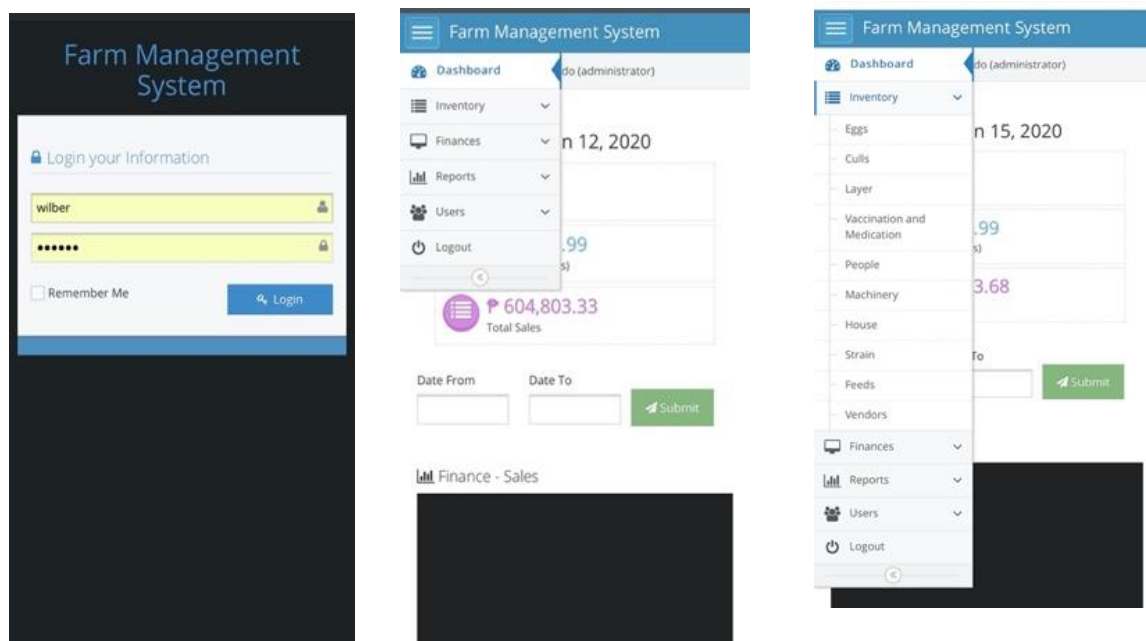 Farm Management
System
Login your Information
wilber
••••••
Remember Me
Login
Farm Management System
Dashboard
do (administrator)
Inventory
n 12, 2020
Finances
Reports
Users
.99
s)
Logout
₱ 604,803.33
Total Sales
Date From
Date To
Submit
Finance - Sales
Farm Management System
Dashboard
do (administrator)
Inventory
Eggs
n 15, 2020
Culls
Layer
Vaccination and
Medication
.99
s)
People
Machinery
3.68
House
Strain
To
Feeds
Submit
Vendors
Finances
Reports
Users
Logout